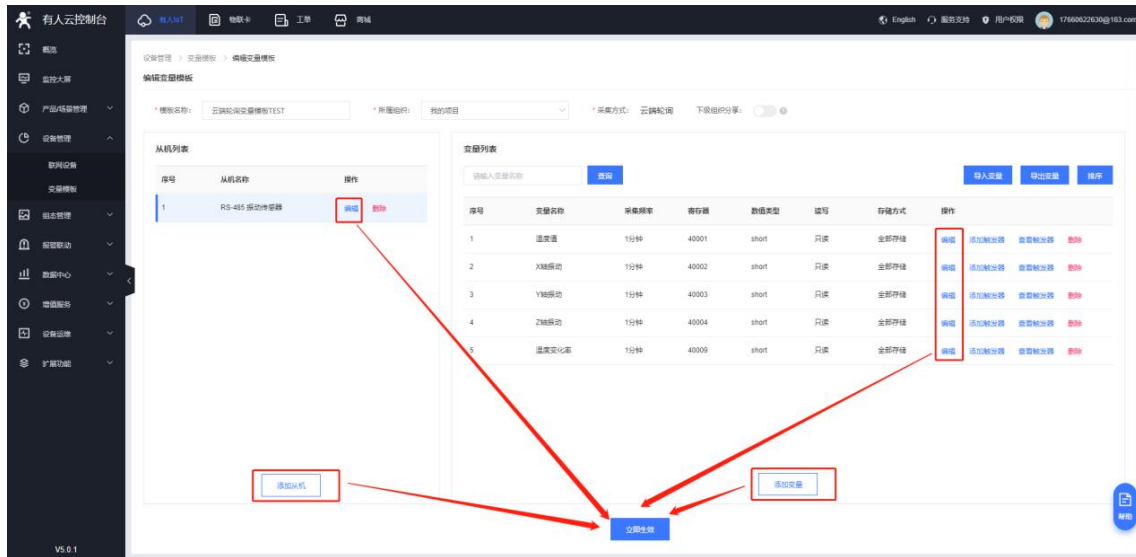 有人云控制台
有人IoT
物联卡
工单
商城
English
服务支持
用户权限
17660622630@163.com
概览
监控大屏
产品/场景管理
设备管理
联网设备
变量模板
组态管理
报警联动
数据中心
增值服务
设备运维
扩展功能
V5.0.1
设备管理 > 变量模板 > 编辑变量模板
编辑变量模板
* 模板名称: 云端轮询变量模板TEST * 所属组织: 我的项目 * 采集方式: 云端轮询 下级组织分享:
从机列表
序号 从机名称 操作
1 RS-485 振动传感器 编辑 删除
添加从机
变量列表
请输入变量名称 查询 导入变量 导出变量 排序
序号 变量名称 采集频率 寄存器 数值类型 读写 存储方式 操作
1 温度值 1分钟 40001 short 只读 全部存储 编辑 添加触发器 查看触发器 删除
2 X轴振动 1分钟 40002 short 只读 全部存储 编辑 添加触发器 查看触发器 删除
3 Y轴振动 1分钟 40003 short 只读 全部存储 编辑 添加触发器 查看触发器 删除
4 Z轴振动 1分钟 40004 short 只读 全部存储 编辑 添加触发器 查看触发器 删除
5 温度变化率 1分钟 40009 short 只读 全部存储 编辑 添加触发器 查看触发器 删除
添加变量
立即生效
帮助